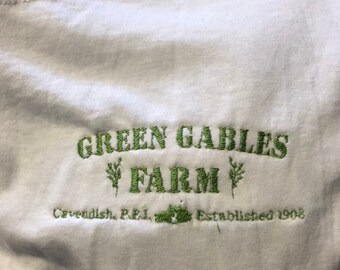 GREEN GABLES
FARM
Cavendish, P.E.I. Established 1908